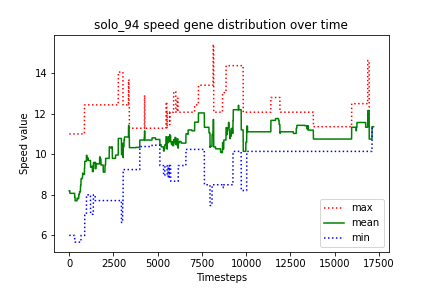 solo_94 speed gene distribution over time
Speed value
14
12
10
8
6
max
mean
min
0 2500 5000 7500 10000 12500 15000 17500
Timesteps